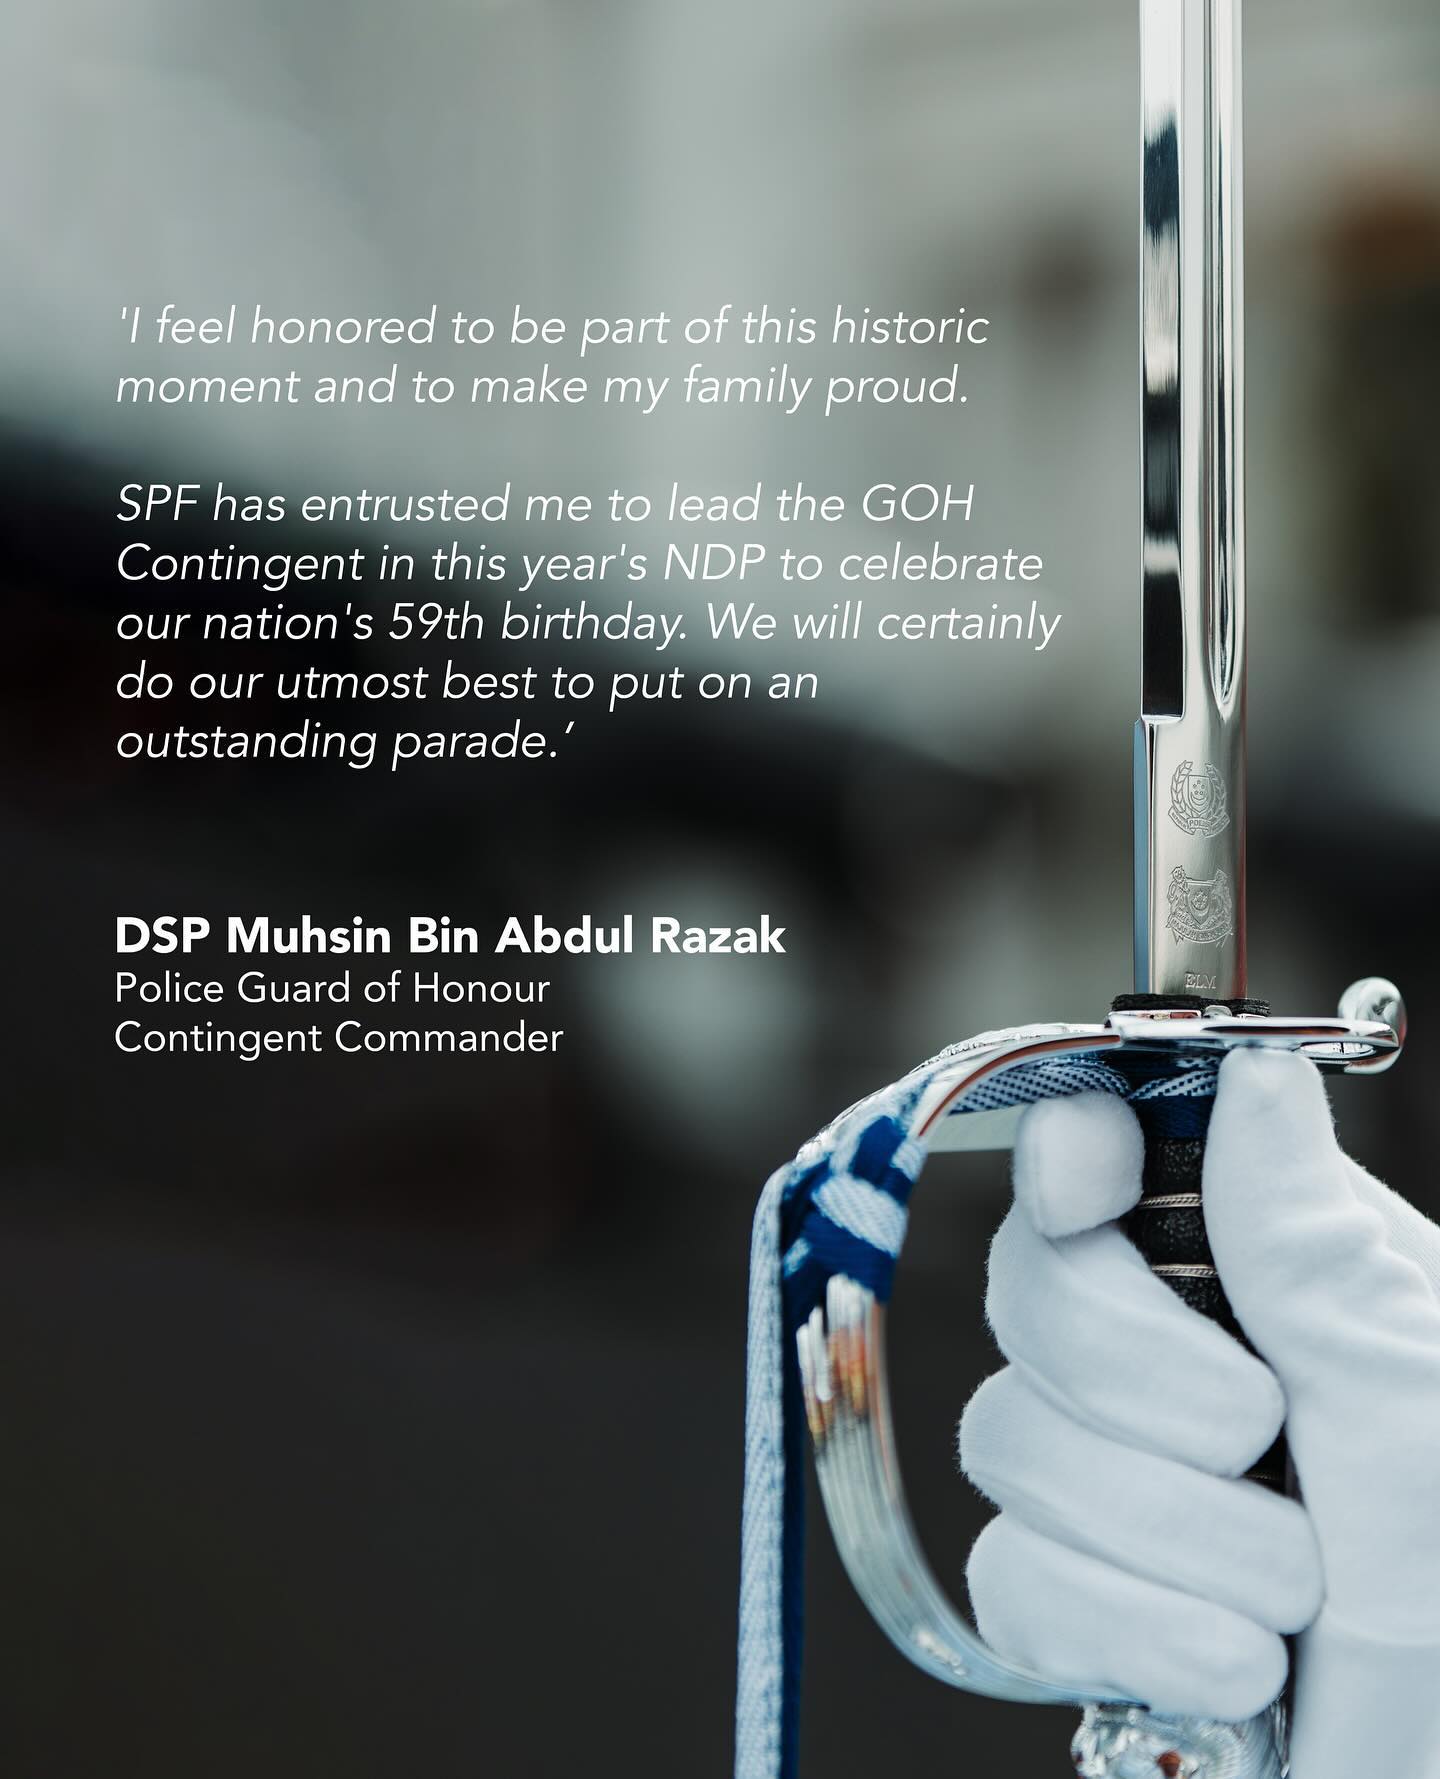 'I feel honored to be part of this historic
moment and to make my family proud.
SPF has entrusted me to lead the GOH
Contingent in this year's NDP to celebrate
our nation's 59th birthday. We will certainly
do our utmost best to put on an
outstanding parade.’
DSP Muhsin Bin Abdul Razak
Police Guard of Honour
Contingent Commander
POLIS
ELM